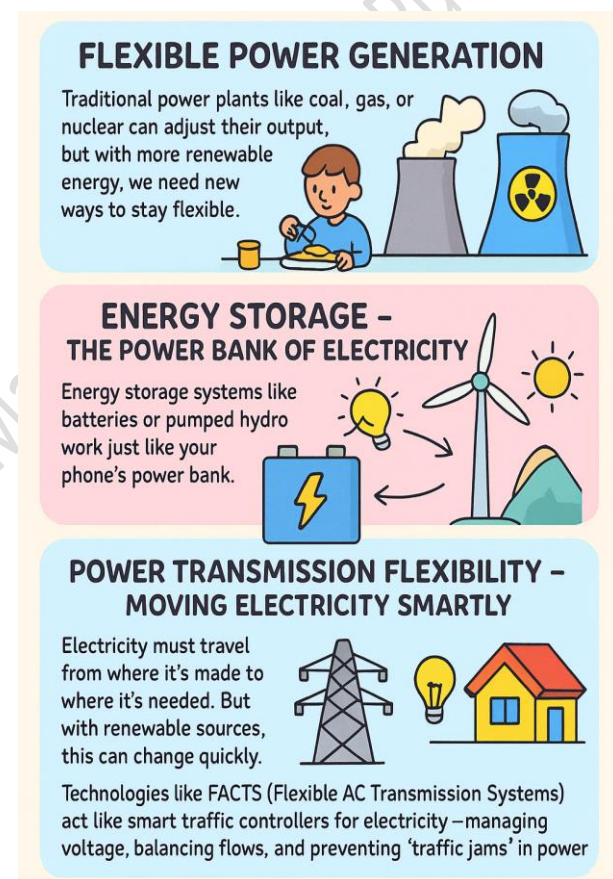 FLEXIBLE POWER GENERATION
Traditional power plants like coal, gas, or
nuclear can adjust their output,
but with more renewable
energy, we need new
ways to stay flexible.
ENERGY STORAGE –
THE POWER BANK OF ELECTRICITY
Energy storage systems like
batteries or pumped hydro
work just like your
phone's power bank.
POWER TRANSMISSION FLEXIBILITY –
MOVING ELECTRICITY SMARTLY
Electricity must travel
from where it's made to
where it's needed. But
with renewable sources,
this can change quickly.
Technologies like FACTS (Flexible AC Transmission Systems)
act like smart traffic controllers for electricity –managing
voltage, balancing flows, and preventing 'traffic jams' in power